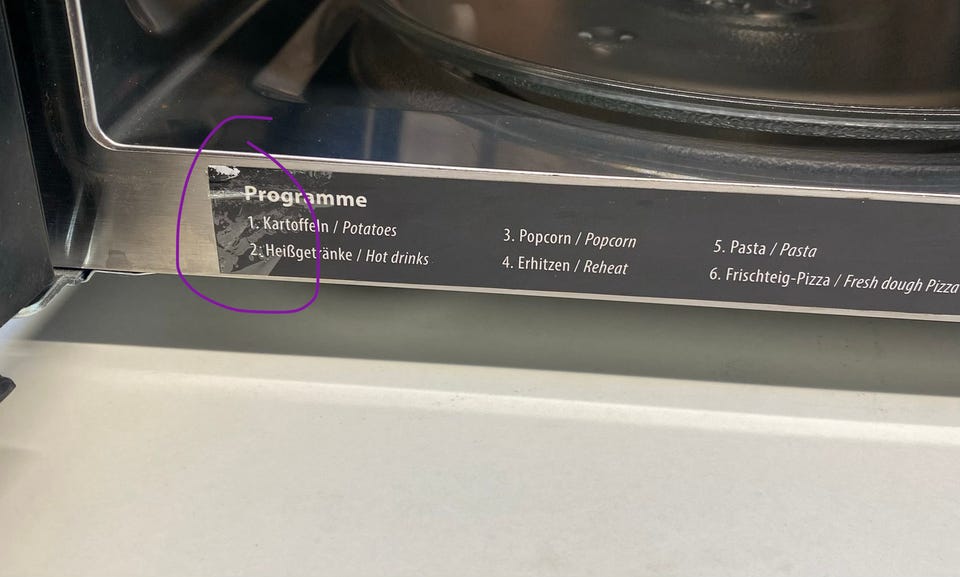 Programme
1. Kartoffeln / Potatoes
2. Heißgetränke / Hot drinks
3. Popcorn / Popcorn
4. Erhitzen / Reheat
5. Pasta / Pasta
6. Frischteig-Pizza / Fresh dough Pizza